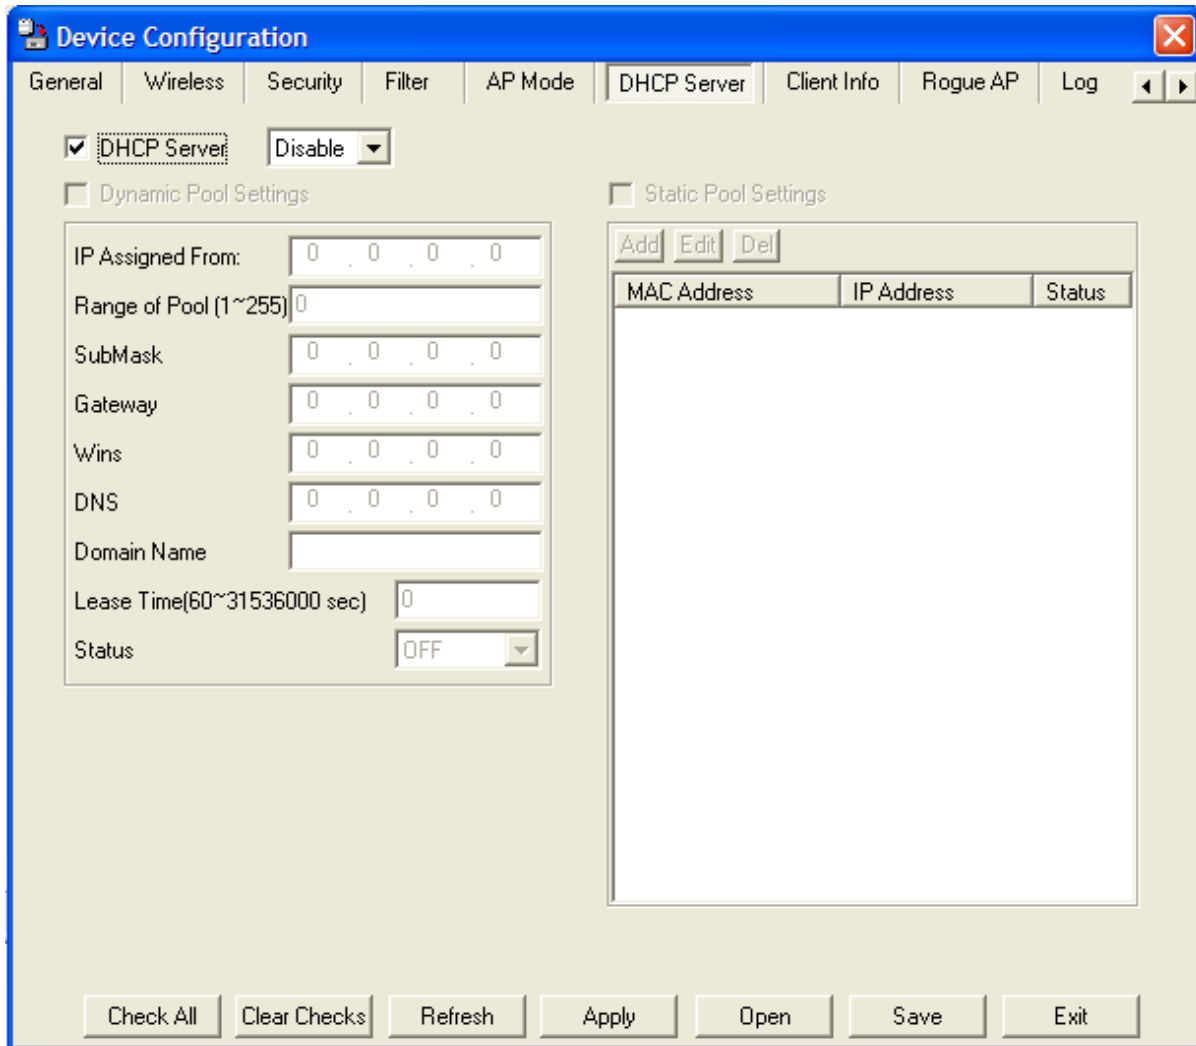 Device Configuration
General Wireless Security Filter AP Mode DHCP Server Client Info Rogue AP Log
DHCP Server Disable
Dynamic Pool Settings
IP Assigned From: 0 . 0 . 0 . 0
Range of Pool (1~255) 0
SubMask 0 . 0 . 0 . 0
Gateway 0 . 0 . 0 . 0
Wins 0 . 0 . 0 . 0
DNS 0 . 0 . 0 . 0
Domain Name
Lease Time(60~31536000 sec) 0
Status OFF
Static Pool Settings
Add Edit Del
MAC Address IP Address Status
Check All Clear Checks Refresh Apply Open Save Exit